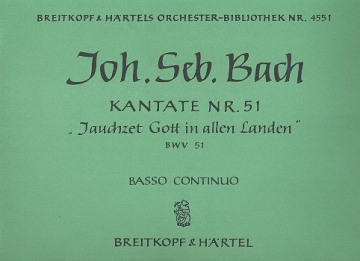 BREITKOPF & HÄRTELS ORCHESTER-BIBLIOTHEK NR. 4551
Joh. Seb. Bach
KANTATE NR. 51
„Jauchzet Gott in allen Landen“
BWV 51
BASSO CONTINUO
BREITKOPF & HÄRTEL